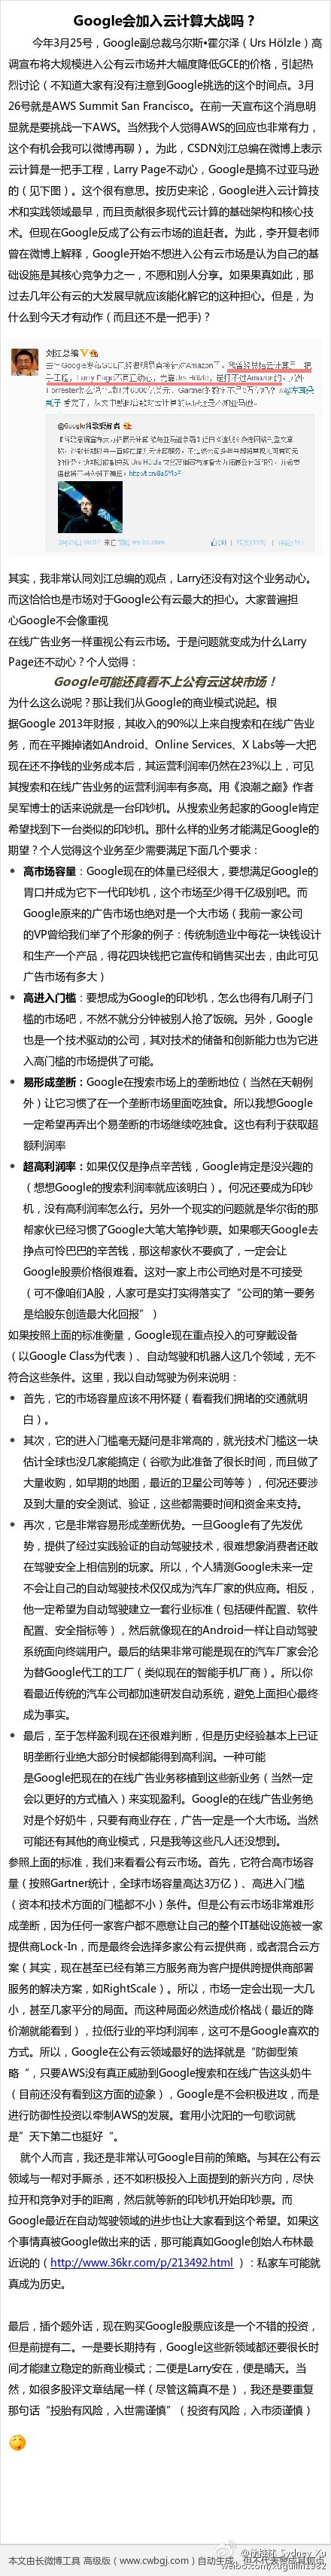 Google会加入云计算大战吗？
今年3月25号，Google副总裁乌尔斯•霍尔泽（Urs Hölzle）高
调宣布将大规模进入公有云市场并大幅度降低GCE的价格，引起热
烈讨论（不知道大家有没有注意到Google挑选的这个时间点。3月
26号就是AWS Summit San Francisco。在前一天宣布这个消息明
显就是要挑战一下AWS。当然我个人觉得AWS的回应也非常有力，
这个有机会我可以微博再聊）。为此，CSDN刘江总编在微博上表示
云计算是一把手工程，Larry Page不动心，Google是搞不过亚马逊
的（见下图）。这个很有意思。按历史来论，Google进入云计算技
术和实践领域最早，而且贡献很多现代云计算的基础架构和核心技
术。但现在Google反成了公有云市场的追赶者。为此，李开复老师
曾在微博上解释，Google开始不想进入公有云市场是认为自己的基
础设施是其核心竞争力之一，不愿和别人分享。如果果真如此，那
过去几年公有云的大发展早就应该能化解它的这种担心。但是，为
什么到今天才有动作（而且还不是一把手）？
刘江总编
@Google黑板报
其实，我非常认同刘江总编的观点，Larry还没有对这个业务动心。
而这恰恰也是市场对于Google公有云最大的担心。大家普遍担
心Google不会像重视
在线广告业务一样重视公有云市场。于是问题就变成为什么Larry
Page还不动心？个人觉得：
Google可能还真看不上公有云这块市场！
为什么这么说呢？那让我们从Google的商业模式说起。根
据Google 2013年财报，其收入的90%以上来自搜索和在线广告业
务，而在平摊掉诸如Android、Online Services、X Labs等一大把
现在还不挣钱的业务成本后，其运营利润率仍然在23%以上，可见
其搜索和在线广告业务的运营利润率有多高。用《浪潮之巅》作者
吴军博士的话来说就是一台印钞机。从搜索业务起家的Google肯定
希望找到下一台类似的印钞机。那什么样的业务才能满足Google的
期望？个人觉得这个业务至少需要满足下面几个要求：
• 高市场容量：Google现在的体量已经很大，要想满足Google的
胃口并成为它下一代印钞机，这个市场至少得千亿级别吧。而
Google原来的广告市场也绝对是一个大市场（我前一家公司
的VP曾给我们举了个形象的例子：传统制造业中每花一块钱设计
和生产一个产品，得花四块钱把它宣传和销售买出去，由此可见
广告市场有多大）
• 高进入门槛：要想成为Google的印钞机，怎么也得有几刷子门
槛的市场吧，不然不就分分钟被别人抢了饭碗。另外，Google
也是一个技术驱动的公司，其对技术的储备和创新能力也为它进
入高门槛的市场提供了可能。
• 易形成垄断：Google在搜索市场上的垄断地位（当然在天朝例
外）让它习惯了在一个垄断市场里面吃独食。所以我想Google
一定希望再弄出个易垄断的市场继续吃独食。这也有利于获取超
额利润率
• 超高利润率：如果仅仅是挣点辛苦钱，Google肯定是没兴趣的
（想想Google的搜索利润率就应该明白）。何况还要成为印钞
机，没有高利润率怎么行。另外一个现实的问题就是华尔街的那
帮家伙已经习惯了Google大笔大笔挣钞票。如果哪天Google去
挣点可怜巴巴的辛苦钱，那这帮家伙不要疯了，一定会让
Google股票价格很难看。这对一家上市公司绝对是不可接受
（可不像咱们A股，人家可是实打实得落实了“公司的第一要务
是给股东创造最大化回报”）
如果按照上面的标准衡量，Google现在重点投入的可穿戴设备
（以Google Class为代表）、自动驾驶和机器人这几个领域，无不
符合这些条件。这里，我以自动驾驶为例来说明：
• 首先，它的市场容量应该不用怀疑（看看我们拥堵的交通就明
白）。
• 其次，它的进入门槛毫无疑问是非常高的，就光技术门槛这一块
估计全球也没几家能搞定（谷歌为此准备了很长时间，而且做了
大量收购，如早期的地图，最近的卫星公司等等），何况还要涉
及到大量的安全测试、验证，这些都需要时间和资金来支持。
• 再次，它是非常容易形成垄断优势。一旦Google有了先发优
势，提供了经过实践验证的自动驾驶技术，很难想象消费者还敢
在驾驶安全上相信别的玩家。所以，个人猜测Google未来一定
不会让自己的自动驾驶技术仅仅成为汽车厂家的供应商。相反，
他一定希望为自动驾驶建立一套行业标准（包括硬件配置、软件
配置、安全指标等），然后就像现在的Android一样让自动驾驶
系统面向终端用户。最后的结果非常可能是现在的汽车厂家会沦
为替Google代工的工厂（类似现在的智能手机厂商）。所以你
看最近传统的汽车公司都加速研发自动系统，避免上面担心最终
成为事实。
• 最后，至于怎样盈利现在还很难判断，但是历史经验基本上已证
明垄断行业绝大部分时候都能得到高利润。一种可能
是Google把现在的在线广告业务移植到这些新业务（当然一定
会以更好的方式植入）来实现盈利。Google的在线广告业务绝
对是个好奶牛，只要有商业存在，广告一定是一个大市场。当然
可能还有其他的商业模式，只是我等这些凡人还没想到。
参照上面的标准，我们来看看公有云市场。首先，它符合高市场容
量（按照Gartner统计，全球市场容量高达3万亿）、高进入门槛
（资本和技术方面的门槛都不小）条件。但是公有云市场非常难形
成垄断，因为任何一家客户都不愿意让自己的整个IT基础设施被一家
提供商Lock-In，而是最终会选择多家公有云提供商，或者混合云方
案（其实，现在甚至已经有第三方服务商为客户提供跨提供商部署
服务的解决方案，如RightScale）。所以，市场一定会出现一大几
小，甚至几家平分的局面。而这种局面必然造成价格战（最近的降
价潮就能看到），拉低行业的平均利润率，这可不是Google喜欢的
方式。所以，Google在公有云领域最好的选择就是“防御型策
略“，只要AWS没有真正威胁到Google搜索和在线广告这头奶牛
（目前还没有看到这方面的迹象），Google是不会积极进攻，而是
进行防御性投资以牵制AWS的发展。套用小沈阳的一句歌词就
是”天下第二也挺好“。
就个人而言，我还是非常认可Google目前的策略。与其在公有云
领域与一帮对手厮杀，还不如积极投入上面提到的新兴方向，尽快
拉开和竞争对手的距离，然后就等新的印钞机开始印钞票。而
Google最近在自动驾驶领域的进步也让大家看到这个希望。如果这
个事情真被Google做出来的话，那可能真如Google创始人布林最
近说的（http://www.36kr.com/p/213492.html ）：私家车可能就
真成为历史。
最后，插个题外话，现在购买Google股票应该是一个不错的投资，
但是前提有二。一是要长期持有，Google这些新领域都还要很长时
间才能建立稳定的新商业模式；二便是Larry安在，便是晴天。当
然，如很多股评文章结尾一样（尽管这篇真不是），我还是要重复
那句话“投胎有风险，入世需谨慎”（投资有风险，入市须谨慎）
本文由长微博工具 高级版（www.cwbgj.com）自动生成，但不代表赞成其观点
@徐桂林_Sydney Xu
weibo.com/xuguilin1982